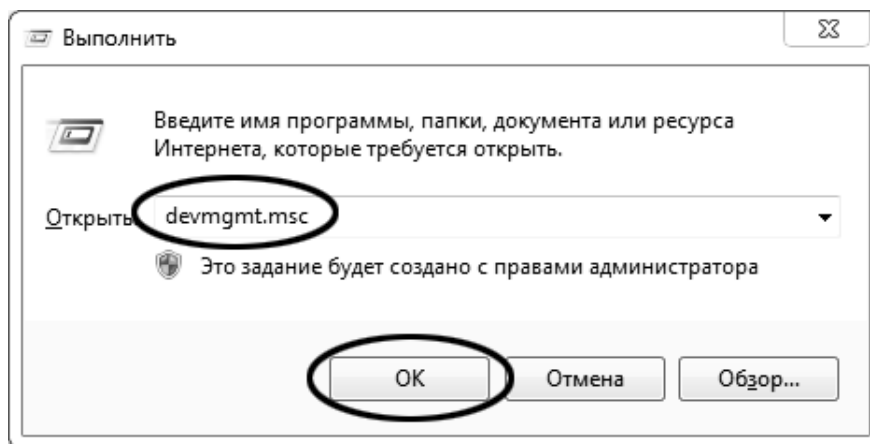 Выполнить
Введите имя программы, папки, документа или ресурса
Интернета, которые требуется открыть.
Открыть devmgmt.msc
Это задание будет создано с правами администратора
ОК Отмена Обзор...